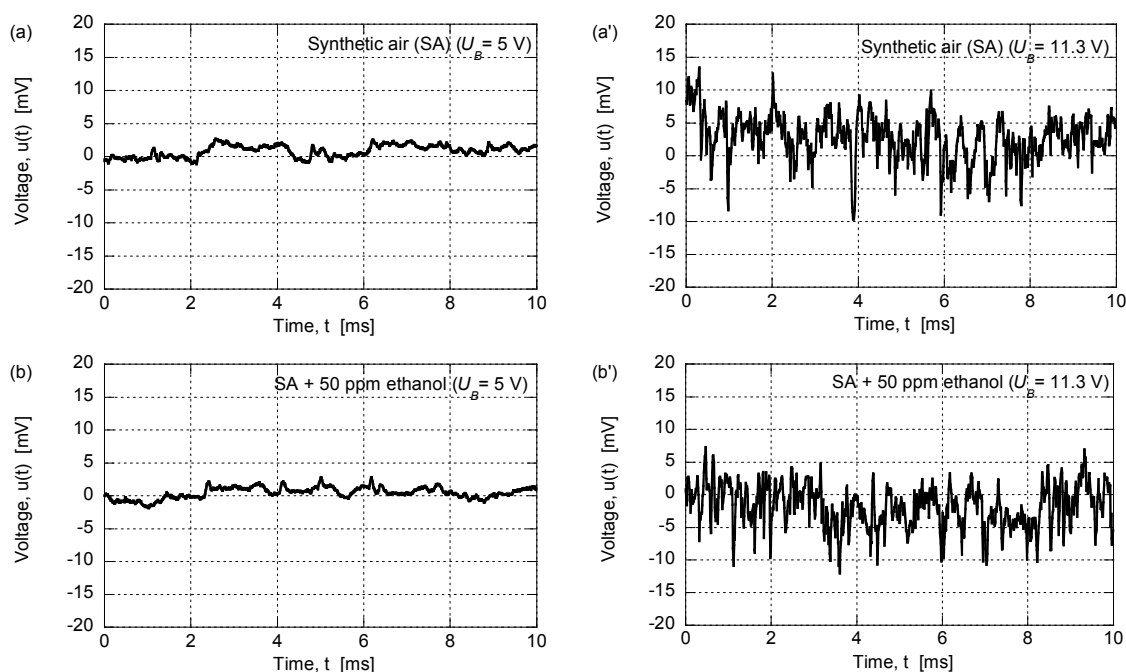 (a)
Synthetic air (SA) (U_B = 5 V)
Voltage, u(t) [mV]
20
15
10
5
0
-5
-10
-15
-20
0 2 4 6 8 10
Time, t [ms]
(a')
Synthetic air (SA) (U_B = 11.3 V)
Voltage, u(t) [mV]
20
15
10
5
0
-5
-10
-15
-20
0 2 4 6 8 10
Time, t [ms]
(b)
SA + 50 ppm ethanol (U_B = 5 V)
Voltage, u(t) [mV]
20
15
10
5
0
-5
-10
-15
-20
0 2 4 6 8 10
Time, t [ms]
(b')
SA + 50 ppm ethanol (U_B = 11.3 V)
Voltage, u(t) [mV]
20
15
10
5
0
-5
-10
-15
-20
0 2 4 6 8 10
Time, t [ms]